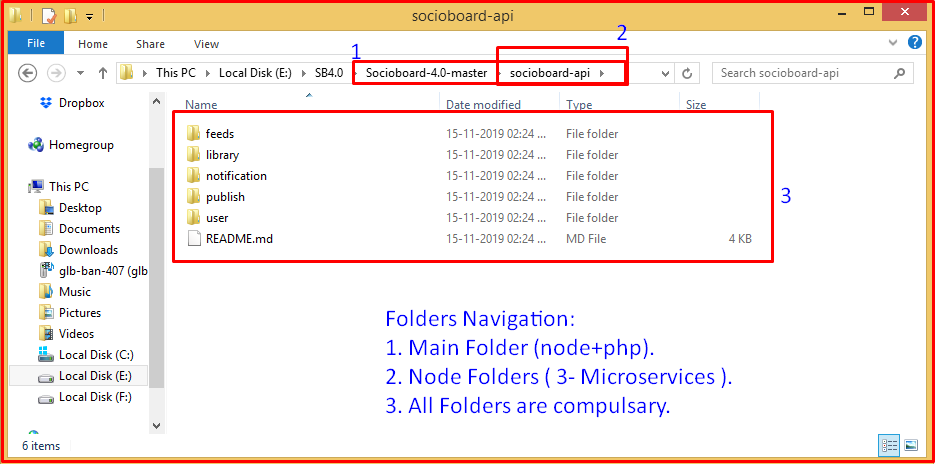 socioboard-api
File Home Share View
1
2
This PC Local Disk (E:) SB4.0 Socioboard-4.0-master socioboard-api
Search socioboard-api
Name Date modified Type Size
Dropbox
Homegroup
This PC
Desktop
Documents
Downloads
glb-ban-407 (glb
Music
Pictures
Videos
Local Disk (C:)
Local Disk (E:)
Local Disk (F:)
feeds 15-11-2019 02:24 ... File folder
library 15-11-2019 02:24 ... File folder
notification 15-11-2019 02:24 ... File folder
publish 15-11-2019 02:24 ... File folder
user 15-11-2019 02:24 ... File folder
README.md 15-11-2019 02:24 ... MD File 4 KB
3
Folders Navigation:
1. Main Folder (node+php).
2. Node Folders ( 3- Microservices ).
3. All Folders are compulsary.
6 items